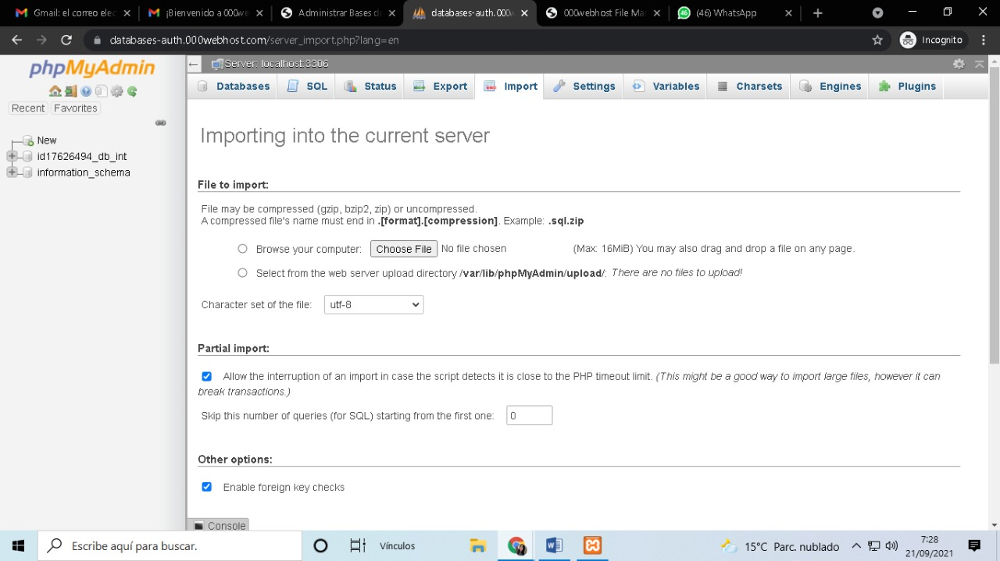 Gmail: el correo elec
¡Bienvenido a 000we
Administrar Bases d
databases-auth.000w
000webhost File Ma
46
(46) WhatsApp
databases-auth.000webhost.com/server_import.php?lang=en
Incognito
phpMyAdmin
Server: localhost:3306
Databases
SQL
Status
Export
Import
Settings
Variables
Charsets
Engines
Plugins
Recent
Favorites
New
id17626494_db_int
information_schema
Importing into the current server
File to import:
File may be compressed (gzip, bzip2, zip) or uncompressed.
A compressed file's name must end in .[format].[compression]. Example: .sql.zip
Browse your computer: Choose File No file chosen (Max: 16MiB) You may also drag and drop a file on any page.
Select from the web server upload directory /var/lib/phpMyAdmin/upload/: There are no files to upload!
Character set of the file: utf-8
Partial import:
Allow the interruption of an import in case the script detects it is close to the PHP timeout limit. (This might be a good way to import large files, however it can
break transactions.)
Skip this number of queries (for SQL) starting from the first one: 0
Other options:
Enable foreign key checks
Console
Escribe aquí para buscar.
Vínculos
15°C Parc. nublado
7:28
21/09/2021